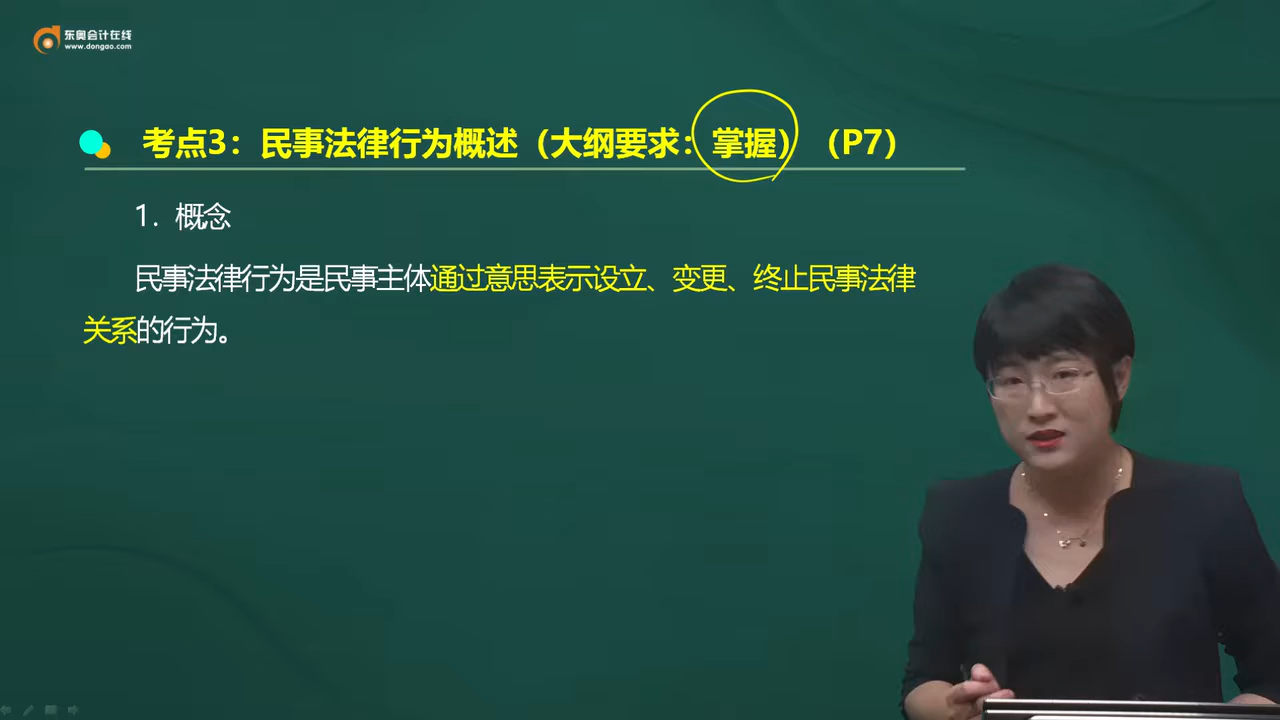 东奥会计在线
www.dongao.com
考点3：民事法律行为概述（大纲要求：掌握）（P7）
1. 概念
民事法律行为是民事主体通过意思表示设立、变更、终止民事法律
关系的行为。